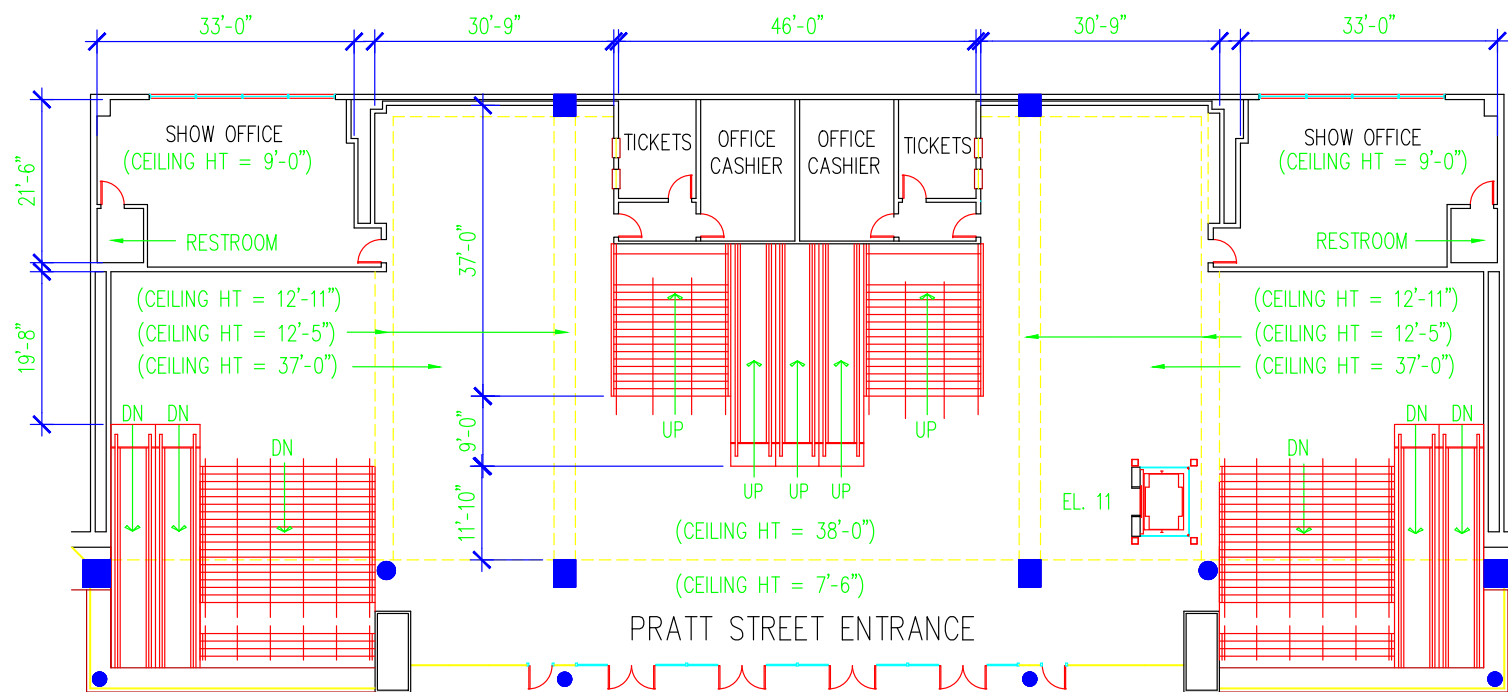 33'-0"
30'-9"
46'-0"
30'-9"
33'-0"
SHOW OFFICE
(CEILING HT = 9'-0")
TICKETS
OFFICE
CASHIER
OFFICE
CASHIER
TICKETS
SHOW OFFICE
(CEILING HT = 9'-0")
21'-6"
RESTROOM
37'-0"
RESTROOM
19'-8"
(CEILING HT = 12'-11")
(CEILING HT = 12'-5")
(CEILING HT = 37'-0")
(CEILING HT = 12'-11")
(CEILING HT = 12'-5")
(CEILING HT = 37'-0")
DN
DN
DN
9'-0"
UP
UP
DN
DN
DN
UP
UP
UP
11'-10"
EL. 11
(CEILING HT = 38'-0")
(CEILING HT = 7'-6")
PRATT STREET ENTRANCE